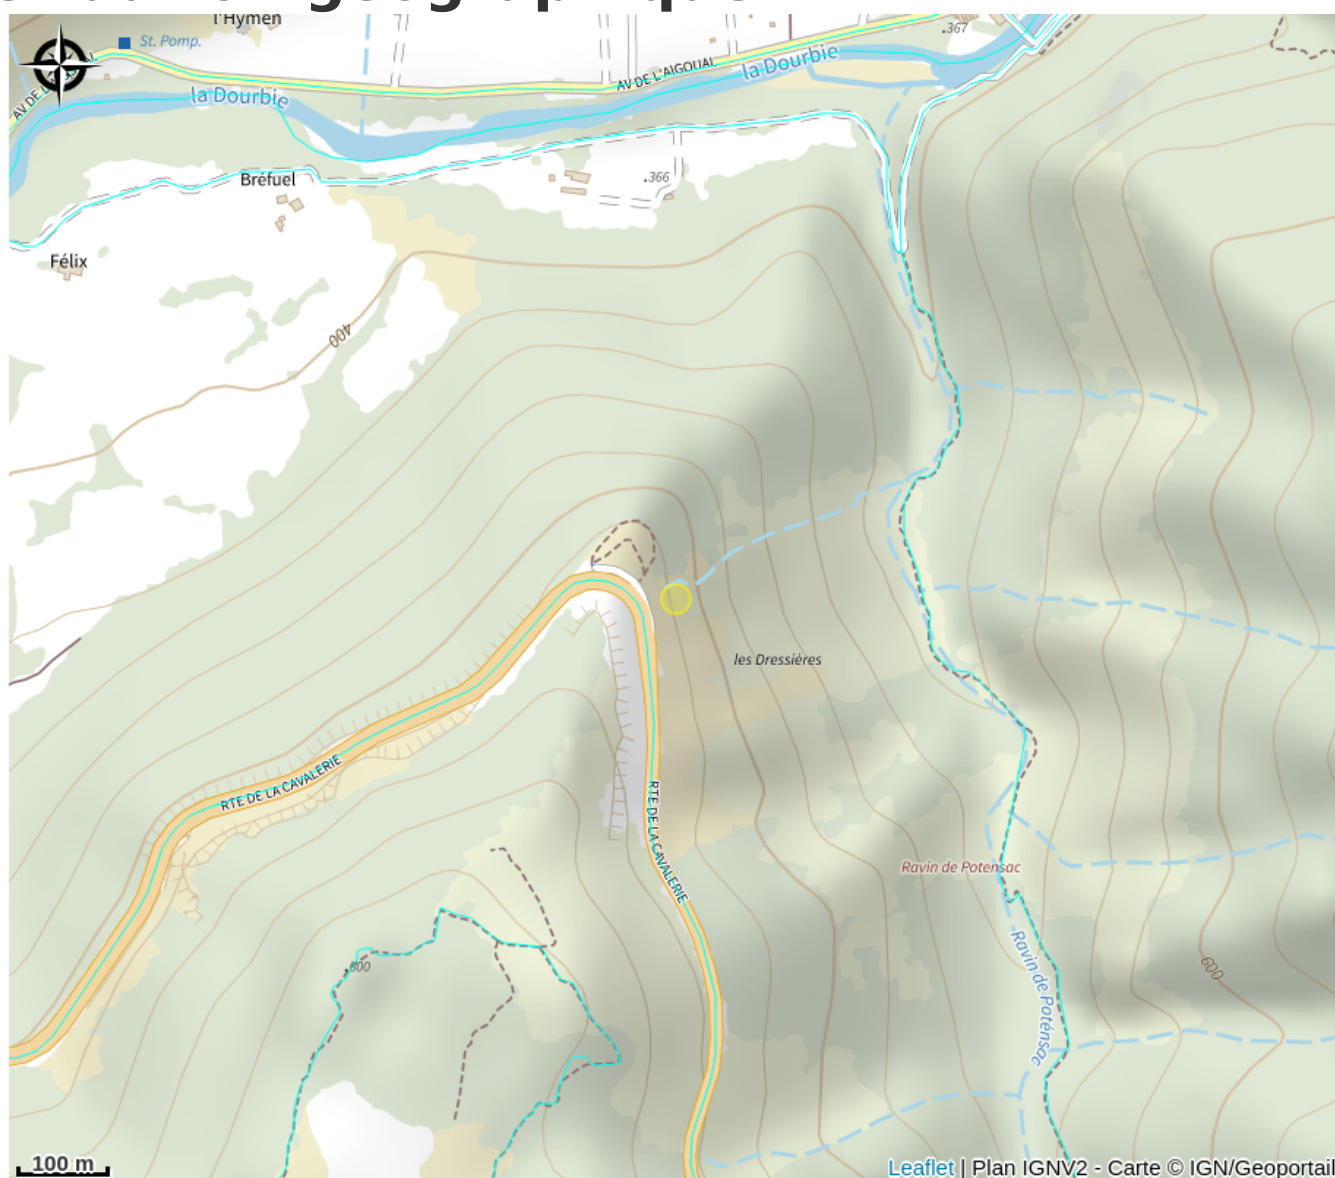 l'Hymen
St. Pomp.
.367
AV DE L'AIGOUAL
la Dourbie
la Dourbie
AV DE
Bréfuel
.366
Félix
400
les Dressières
RTE DE LA CAVALERIE
RTE DE LA CAVALERIE
Ravin de Potensac
Ravin de Poténsac
600
100 m
Leaflet | Plan IGNV2 - Carte © IGN/Geoportail